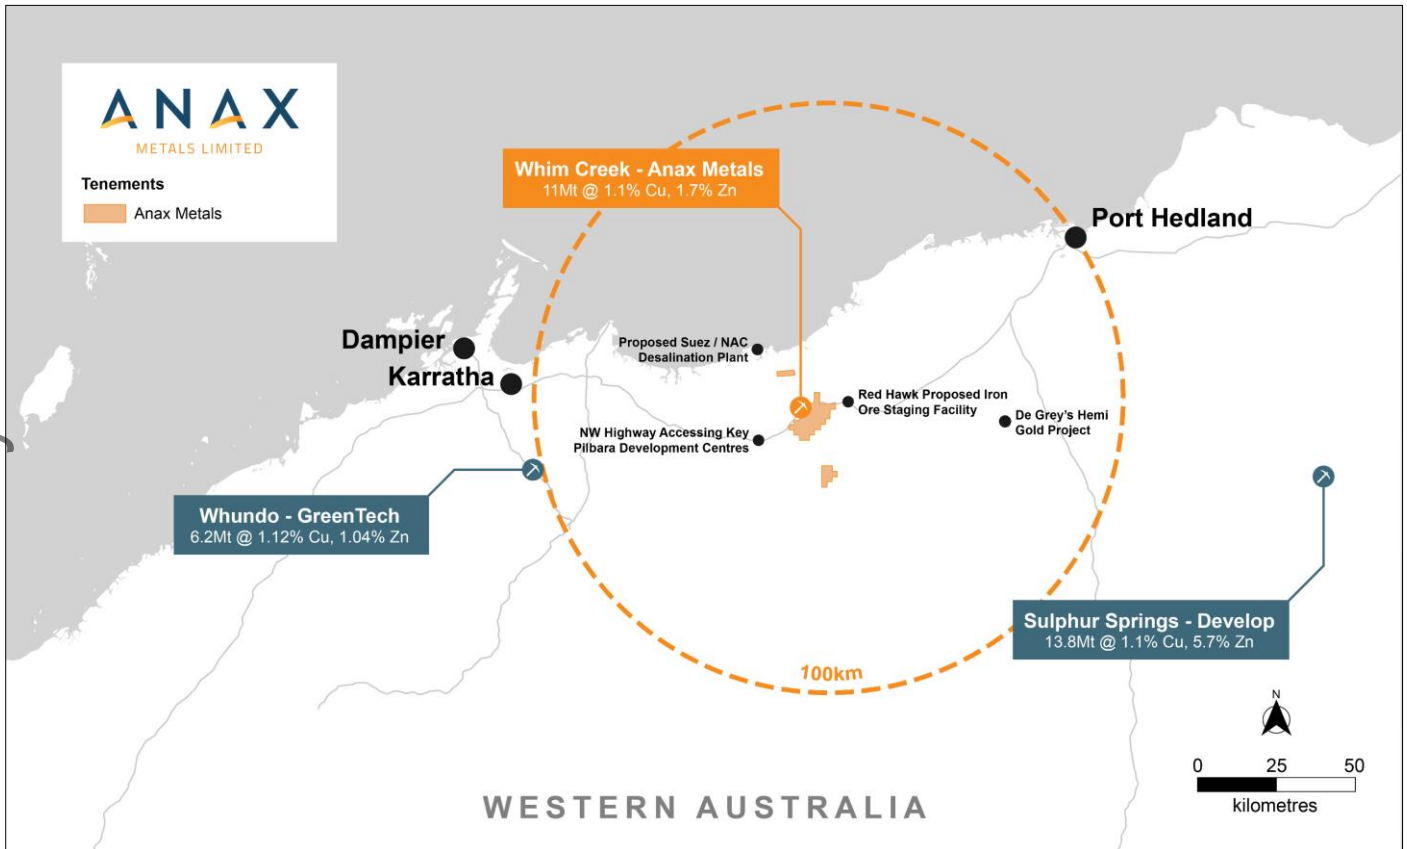 ANAX
METALS LIMITED
Tenements
Anax Metals
Whim Creek - Anax Metals
11Mt @ 1.1% Cu, 1.7% Zn
Port Hedland
Dampier
Karratha
Proposed Suez / NAC
Desalination Plant
Red Hawk Proposed Iron
Ore Staging Facility
De Grey's Hemi
Gold Project
NW Highway Accessing Key
Pilbara Development Centres
Whundo - GreenTech
6.2Mt @ 1.12% Cu, 1.04% Zn
Sulphur Springs - Develop
13.8Mt @ 1.1% Cu, 5.7% Zn
100km
N
0 25 50
kilometres
WESTERN AUSTRALIA